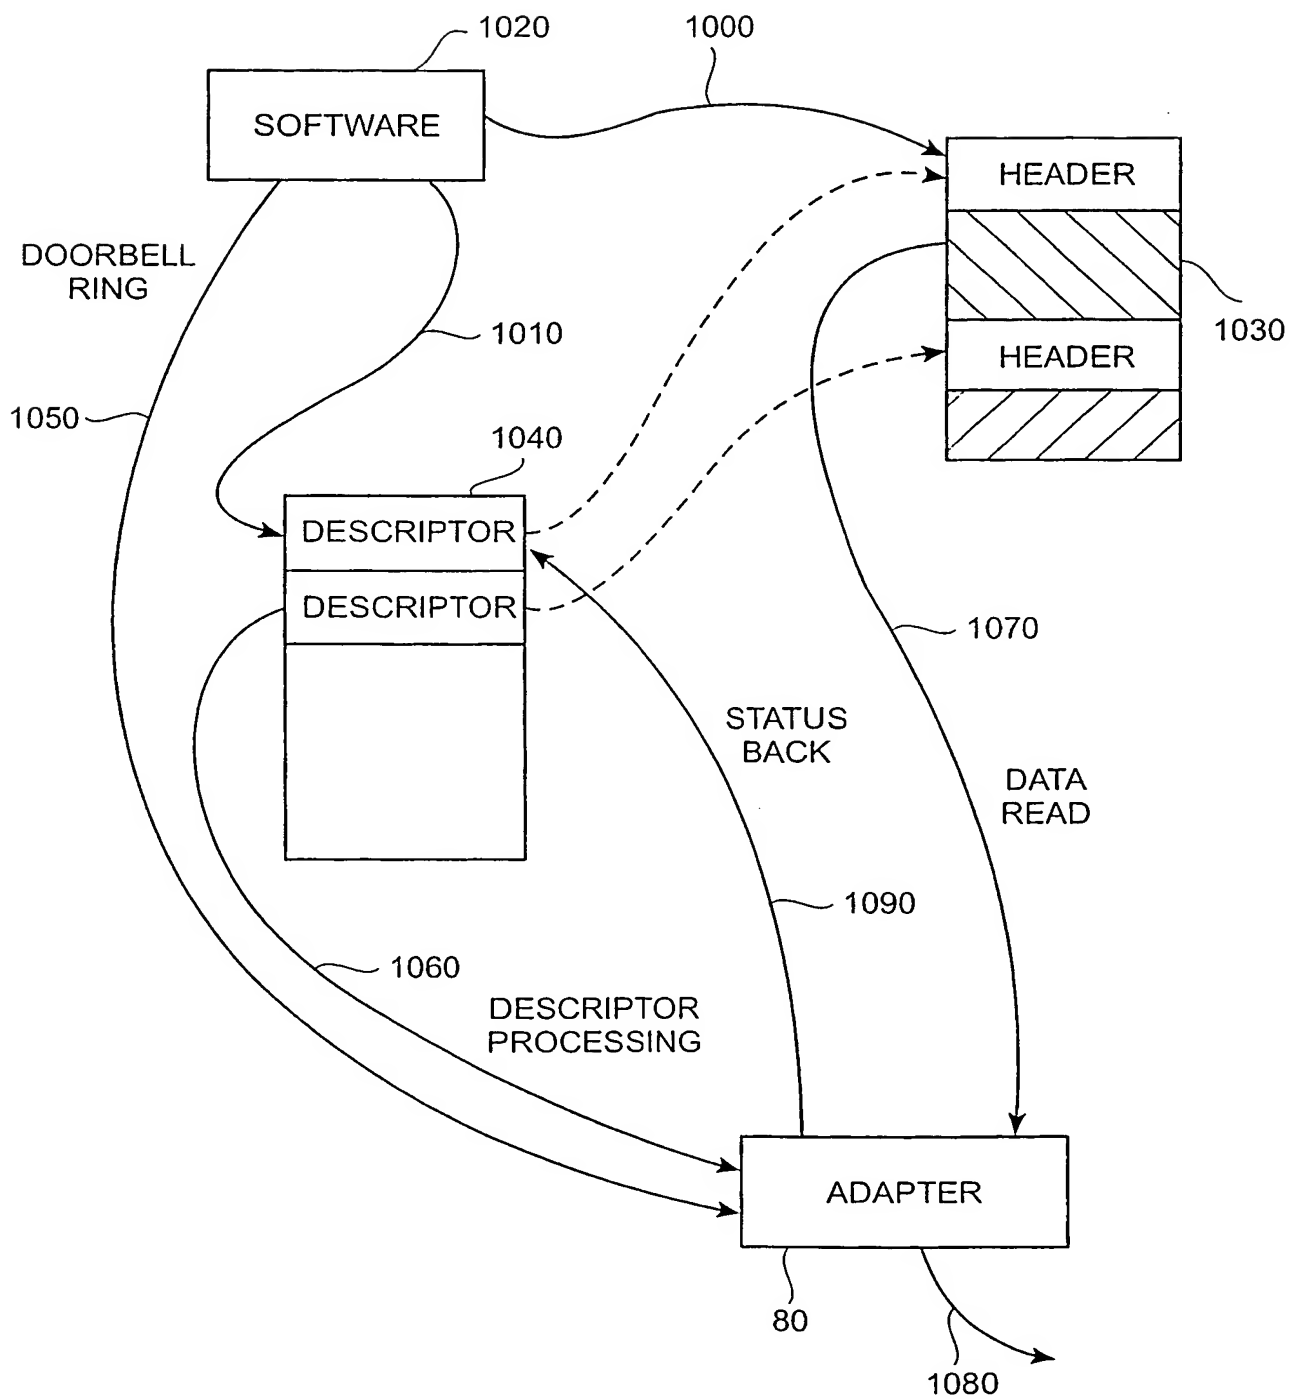 1020
1000
SOFTWARE
HEADER
DOORBELL
RING
1030
1010
HEADER
1050
1040
DESCRIPTOR
DESCRIPTOR
1070
STATUS
BACK
DATA
READ
1090
1060
DESCRIPTOR
PROCESSING
ADAPTER
80
1080